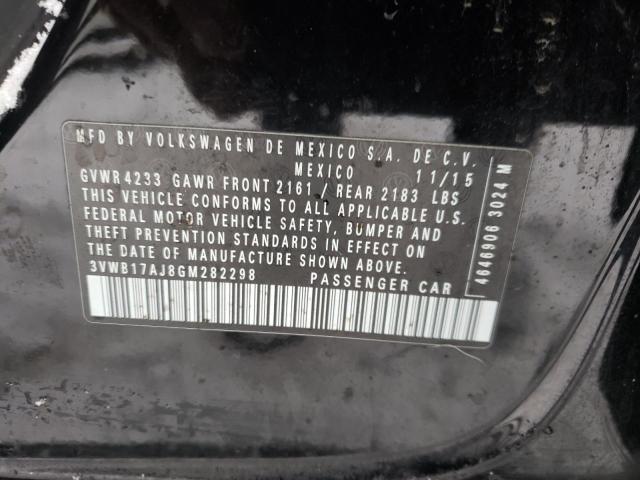 MFD BY VOLKSWAGEN DE MEXICO S.A. DE C.V.
MEXICO 11/15
GVWR 4233 GAWR FRONT 2161 / REAR 2183 LBS
THIS VEHICLE CONFORMS TO ALL APPLICABLE U.S.
FEDERAL MOTOR VEHICLE SAFETY, BUMPER AND
THEFT PREVENTION STANDARDS IN EFFECT ON
THE DATE OF MANUFACTURE SHOWN ABOVE.
3VWB17AJ8GM282298 PASSENGER CAR
4646906 3024 M